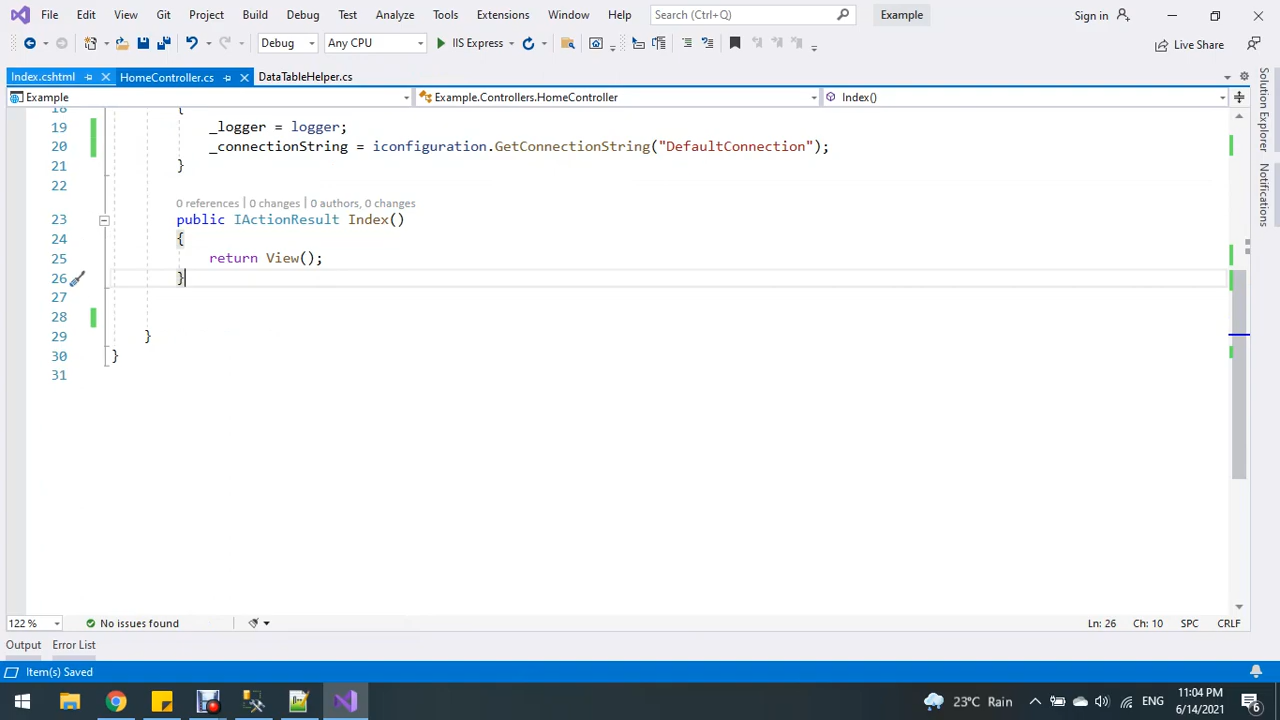 File Edit View Git Project Build Debug Test Analyze Tools Extensions Window Help Search (Ctrl+Q) Example Sign in
Debug Any CPU IIS Express Live Share
Index.cshtml HomeController.cs DataTableHelper.cs
Example Example.Controllers.HomeController Index()
18 {
19 _logger = logger;
20 _connectionString = iconfiguration.GetConnectionString("DefaultConnection");
21 }
22
0 references | 0 changes | 0 authors, 0 changes
23 public IActionResult Index()
24 {
25 return View();
26 }
27
28
29 }
30 }
31
Solution Explorer
Notifications
122 % No issues found Ln: 26 Ch: 10 SPC CRLF
Output Error List
Item(s) Saved
23°C Rain ENG 11:04 PM
6/14/2021
6